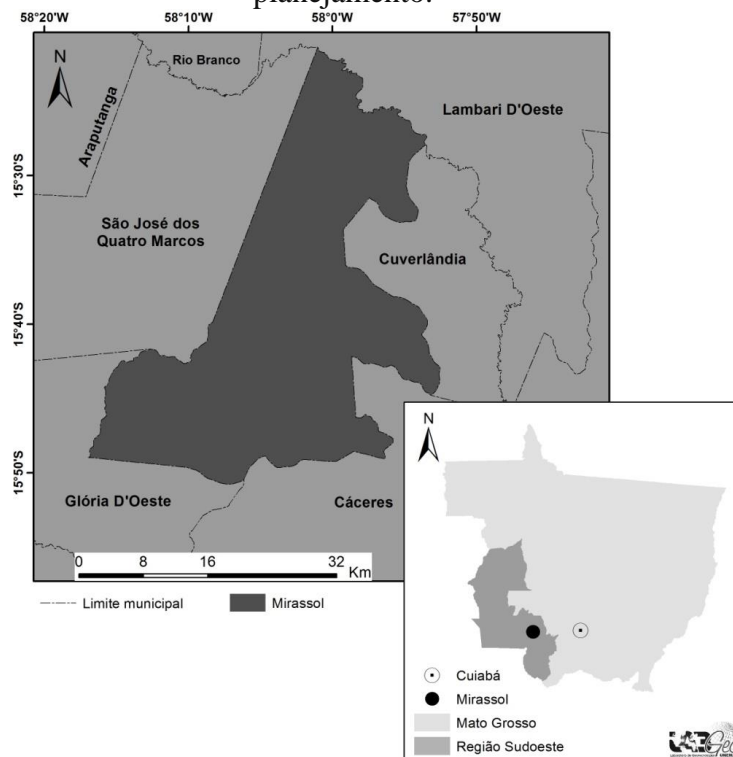 planejamento.
58°20'W 58°10'W 58°0'W 57°50'W
N
Rio Branco
Araputanga
Lambari D'Oeste
15°30'S
São José dos
Quatro Marcos
Cuverlândia
15°40'S
15°50'S
Glória D'Oeste
Cáceres
0 8 16 32
Km
Limite municipal
Mirassol
N
Cuiabá
Mirassol
Mato Grosso
Região Sudoeste